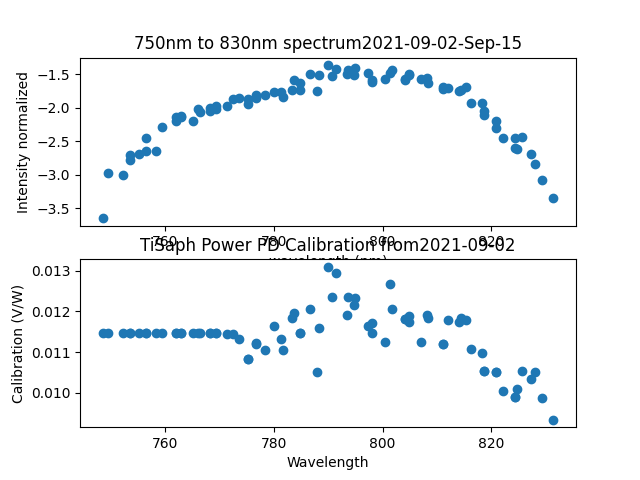 750nm to 830nm spectrum2021-09-02-Sep-15
Intensity normalized
−1.5
−2.0
−2.5
−3.0
−3.5
760
780
800
820
wavelength (nm)
TiSaph Power PD Calibration from2021-09-02
Calibration (V/W)
0.013
0.012
0.011
0.010
760
780
800
820
Wavelength